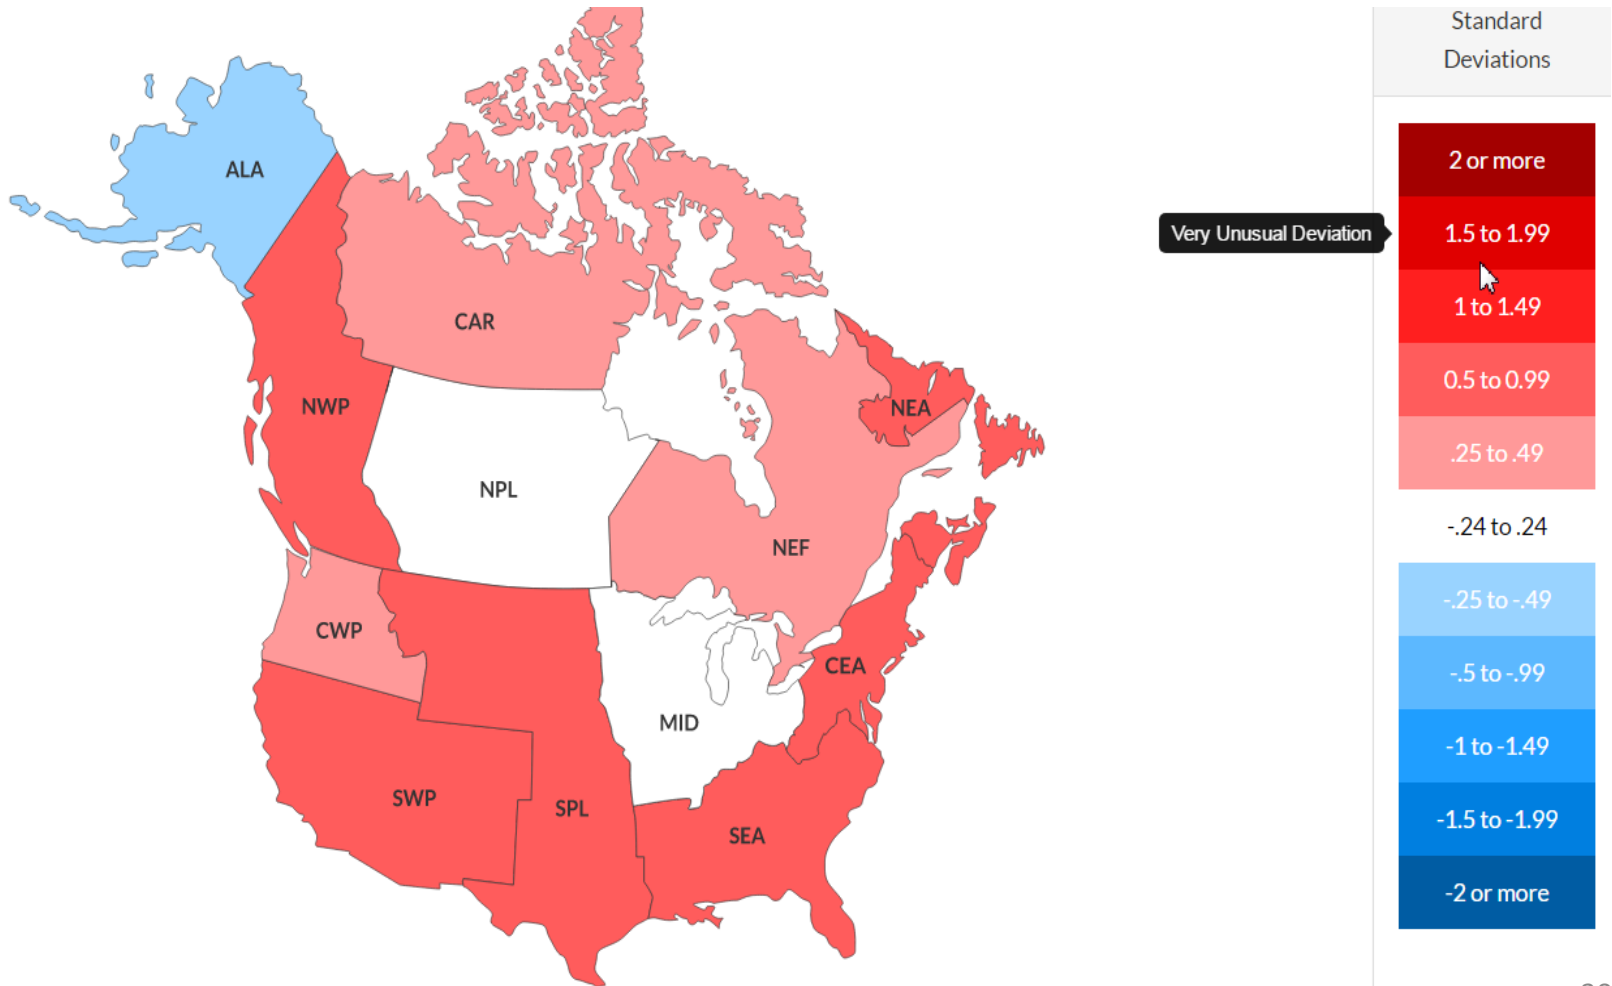 Standard
Deviations
ALA
2 or more
Very Unusual Deviation
1.5 to 1.99
1 to 1.49
CAR
0.5 to 0.99
NWP
NEA
.25 to .49
NPL
-.24 to .24
NEF
-.25 to -.49
CWP
CEA
-.5 to -.99
MID
-1 to -1.49
SWP
SPL
-1.5 to -1.99
SEA
-2 or more